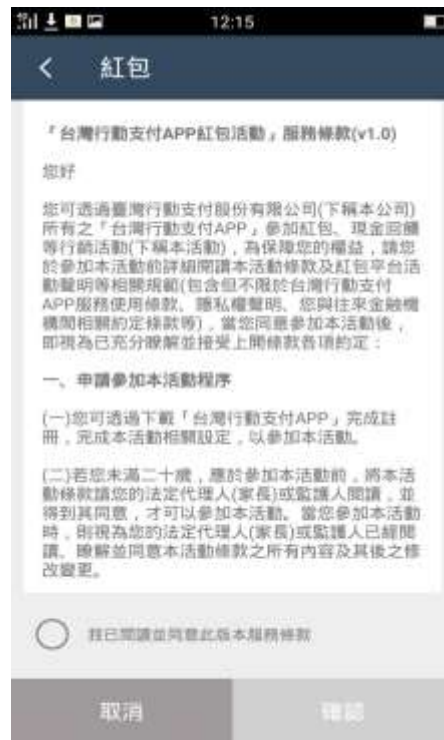 12:15
紅包
「台灣行動支付APP紅包活動」服務條款(v1.0)
您好
您可透過臺灣行動支付股份有限公司(下稱本公司)
所有之「台灣行動支付APP」參加紅包、現金回饋
等行銷活動(下稱本活動)，為保障您的權益，請您
於參加本活動前詳細閱讀本活動條款及紅包平台活
動聲明等相關規範(包含但不限於台灣行動支付
APP服務使用條款、隱私權聲明、您與往來金融機
構間相關約定條款等)，當您同意參加本活動後，
即視為已充分瞭解並接受上開條款各項約定：
一、申請參加本活動程序
(一)您可透過下載「台灣行動支付APP」完成註
冊，完成本活動相關設定，以參加本活動。
(二)若您未滿二十歲，應於參加本活動前，將本活
動條款請您的法定代理人(家長)或監護人閱讀，並
得到其同意，才可以參加本活動。當您參加本活動
時，則視為您的法定代理人(家長)或監護人已經閱
讀、瞭解並同意本活動條款之所有內容及其後之修
改變更。
我已閱讀並同意此版本服務條款
取消
確認